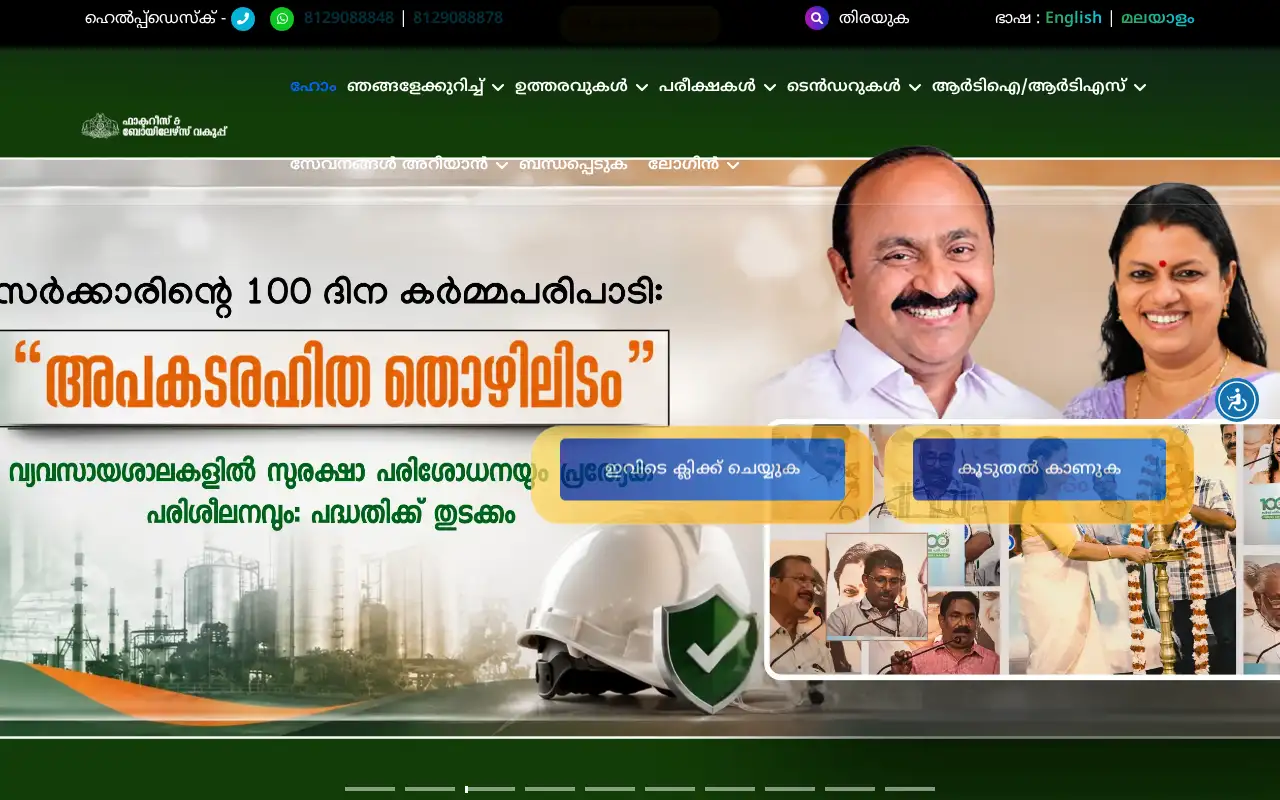 ഹെൽപ്പ്ഡെസ്ക് - 8129088848 | 8129088878
തിരയുക
ഭാഷ : English | മലയാളം
ഹോം ഞങ്ങളേക്കുറിച്ച് ഉത്തരവുകൾ പരീക്ഷകൾ ടെൻഡറുകൾ ആർടിഐ/ആർടിഎസ്
ഫാക്ടറീസ് &
ബോയിലേഴ്സ് വകുപ്പ്
സേവനങ്ങൾ അറിയാൻ ബന്ധപ്പെടുക ലോഗിൻ
സർക്കാരിന്റെ 100 ദിന കർമ്മപരിപാടി:
“അപകടരഹിത തൊഴിലിടം”
വ്യവസായശാലകളിൽ സുരക്ഷാ പരിശോധനയും പ്രത്യേക
പരിശീലനവും: പദ്ധതിക്ക് തുടക്കം
ഇവിടെ ക്ലിക്ക് ചെയ്യുക
കൂടുതൽ കാണുക